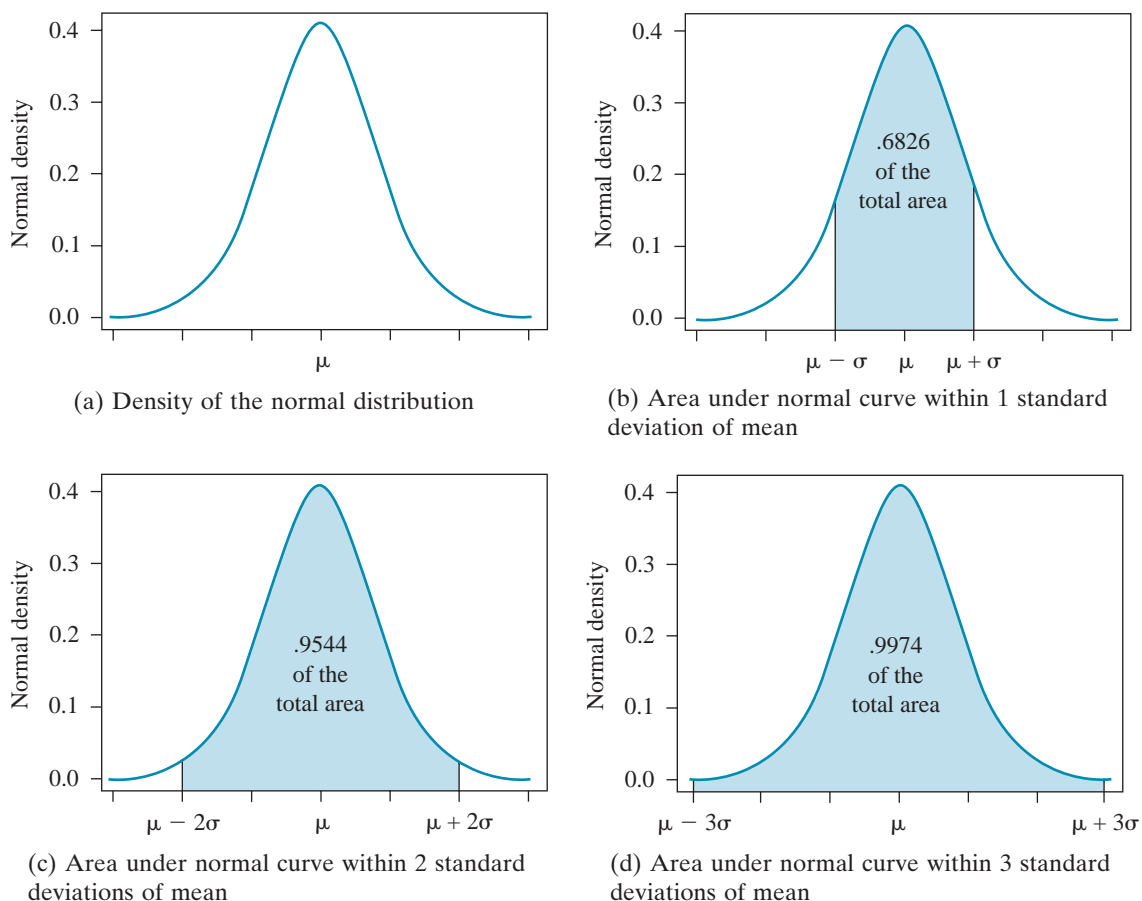 0.4
0.3
0.2
0.1
0.0
Normal density
μ
(a) Density of the normal distribution
0.4
0.3
0.2
0.1
0.0
Normal density
.6826
of the
total area
μ − σ μ μ + σ
(b) Area under normal curve within 1 standard
deviation of mean
0.4
0.3
0.2
0.1
0.0
Normal density
.9544
of the
total area
μ − 2σ μ μ + 2σ
(c) Area under normal curve within 2 standard
deviations of mean
0.4
0.3
0.2
0.1
0.0
Normal density
.9974
of the
total area
μ − 3σ μ μ + 3σ
(d) Area under normal curve within 3 standard
deviations of mean